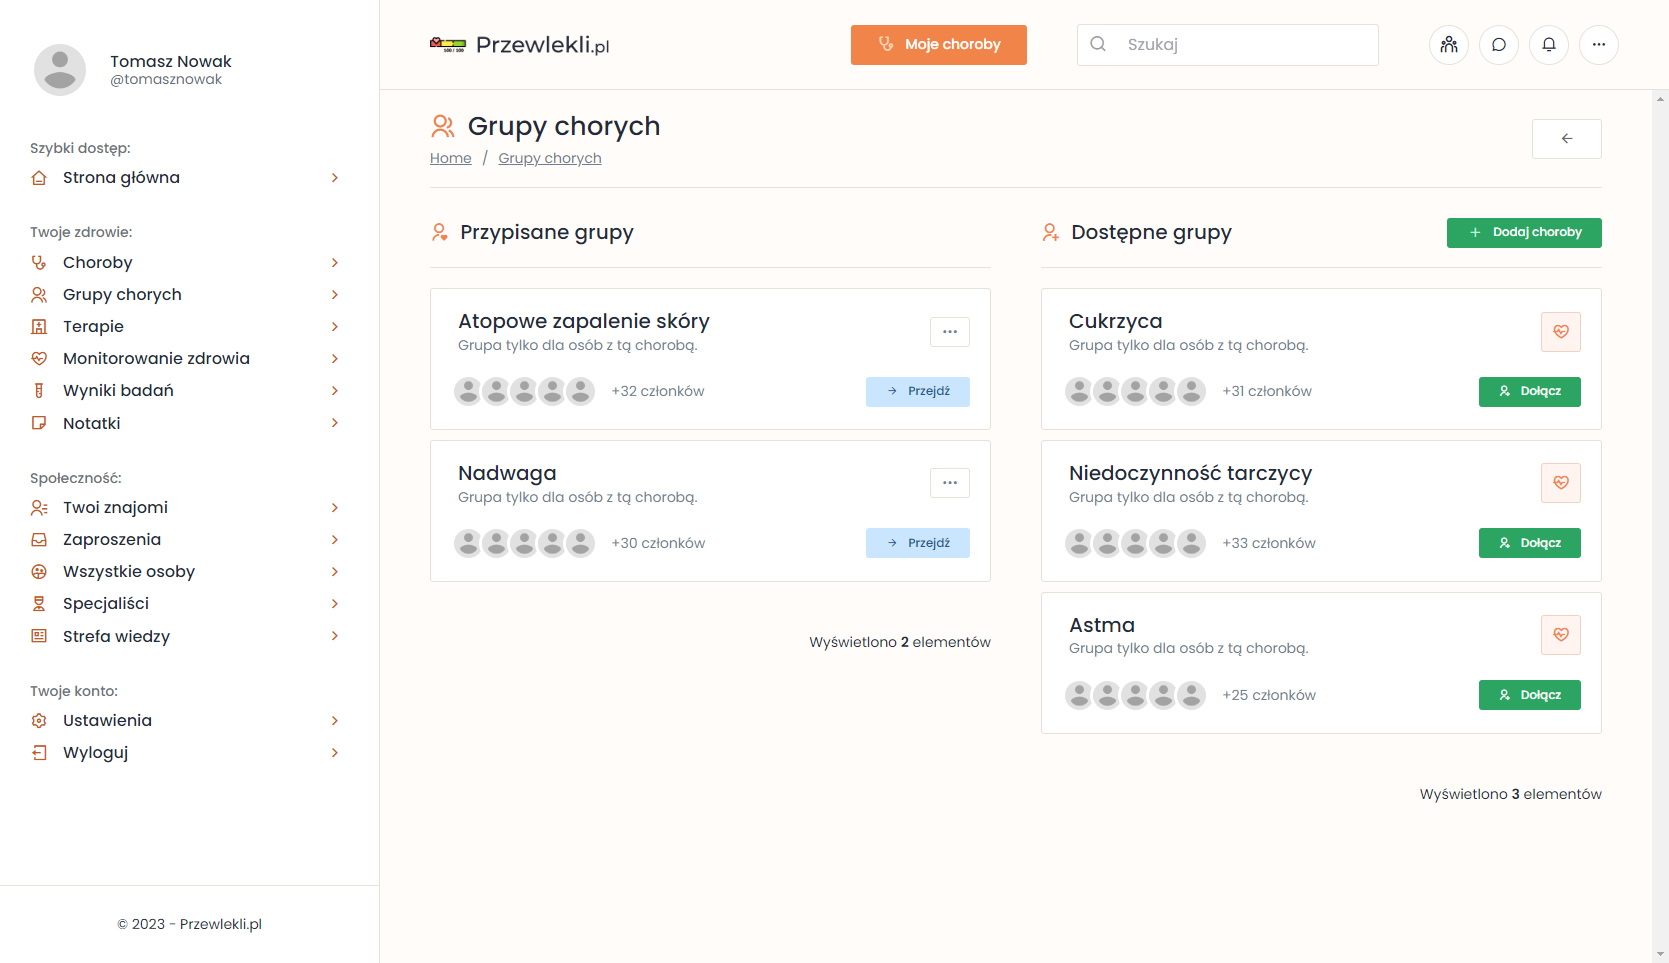 Tomasz Nowak
@tomasznowak
Szybki dostęp:
Strona główna
Twoje zdrowie:
Choroby
Grupy chorych
Terapie
Monitorowanie zdrowia
Wyniki badań
Notatki
Społeczność:
Twoi znajomi
Zaproszenia
Wszystkie osoby
Specjaliści
Strefa wiedzy
Twoje konto:
Ustawienia
Wyloguj
© 2023 - Przewlekli.pl
100 / 100
Przewlekli.pl
Moje choroby
Szukaj
Grupy chorych
Home / Grupy chorych
Przypisane grupy
Atopowe zapalenie skóry
Grupa tylko dla osób z tą chorobą.
+32 członków
Przejdź
Nadwaga
Grupa tylko dla osób z tą chorobą.
+30 członków
Przejdź
Wyświetlono 2 elementów
Dostępne grupy
Dodaj choroby
Cukrzyca
Grupa tylko dla osób z tą chorobą.
+31 członków
Dołącz
Niedoczynność tarczycy
Grupa tylko dla osób z tą chorobą.
+33 członków
Dołącz
Astma
Grupa tylko dla osób z tą chorobą.
+25 członków
Dołącz
Wyświetlono 3 elementów